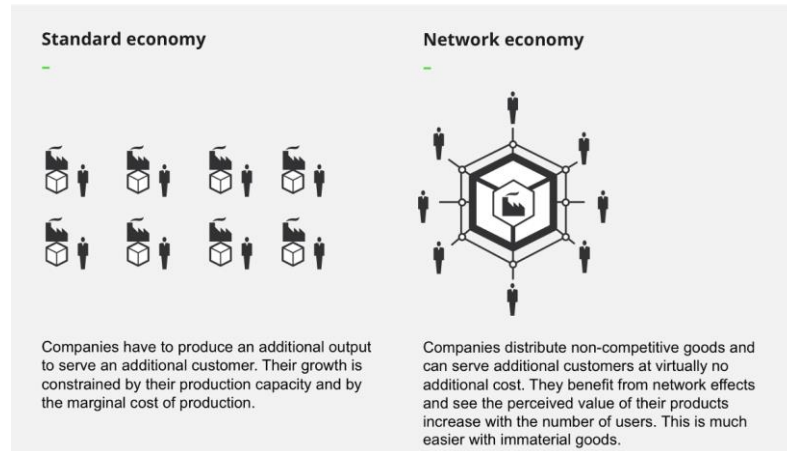 Standard economy
Companies have to produce an additional output
to serve an additional customer. Their growth is
constrained by their production capacity and by
the marginal cost of production.
Network economy
Companies distribute non-competitive goods and
can serve additional customers at virtually no
additional cost. They benefit from network effects
and see the perceived value of their products
increase with the number of users. This is much
easier with immaterial goods.